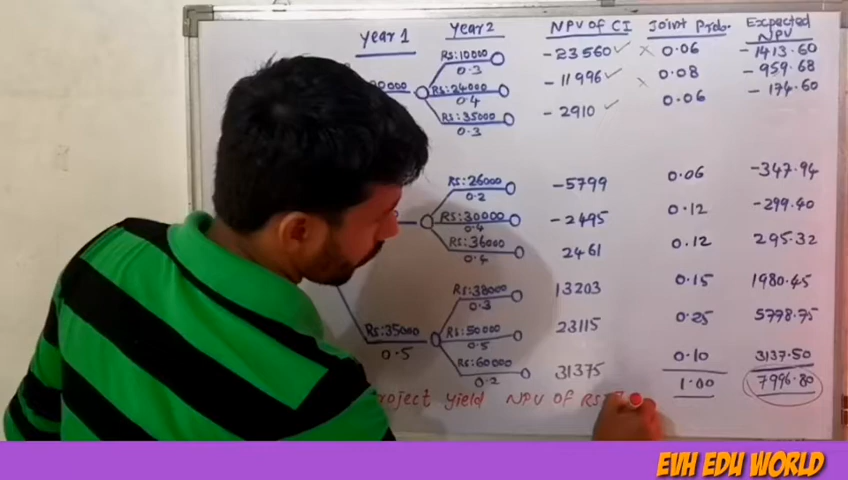 Year 1 Year 2 NPV OF CI Joint Prob. Expected NPV
Rs:10000 0.3 -23560 ✓ × 0.06 -1413.60
Rs:24000 0.4 -11996 ✓ × 0.08 -959.68
Rs:35000 0.3 -2910 ✓ 0.06 -174.60
Rs:26000 0.2 -5799 0.06 -347.94
Rs:30000 0.4 -2495 0.12 -299.40
Rs:36000 0.4 2461 0.12 295.32
Rs:38000 0.3 13203 0.15 1980.45
Rs:35000 0.5 Rs:50000 0.5 23115 0.25 5778.75
Rs:60000 0.2 31375 0.10 3137.50
1.00 7996.80
roject yield NPV OF RS
EVH EDU WORLD